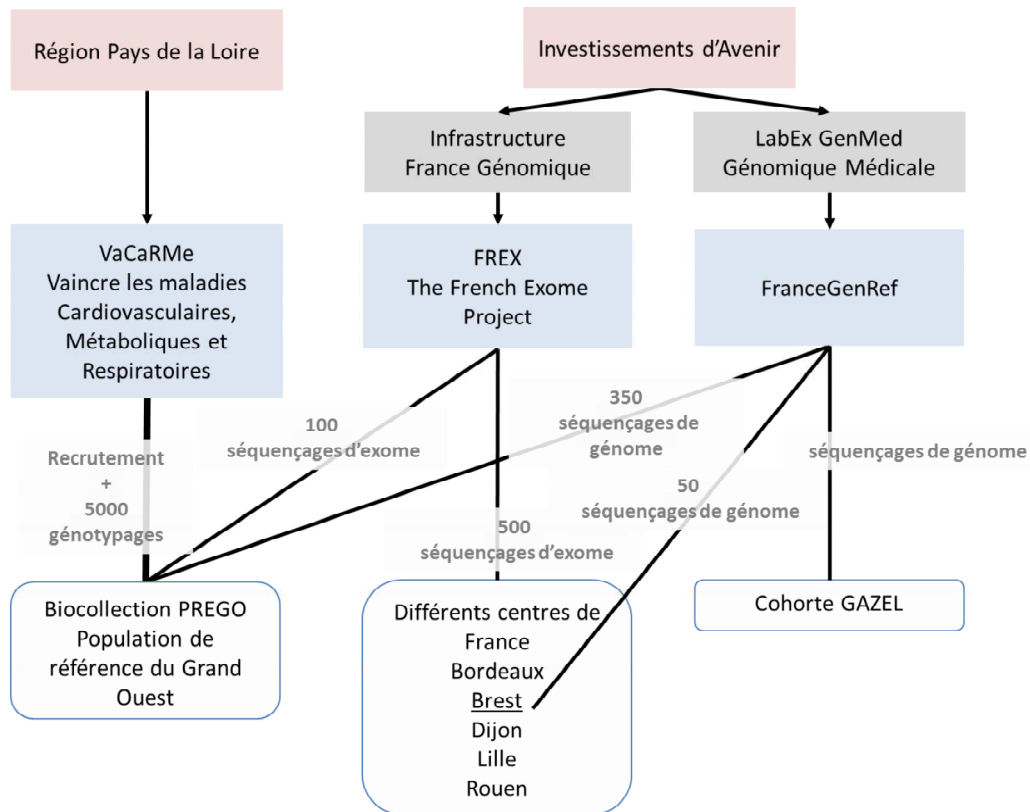 Région Pays de la Loire
Investissements d'Avenir
Infrastructure
France Génomique
LabEx GenMed
Génomique Médicale
VaCaRMe
Vaincre les maladies
Cardiovasculaires,
Métaboliques et
Respiratoires
FREX
The French Exome
Project
FranceGenRef
Recrutement
+
5000
génotypages
100
séquençages d'exome
350
séquençages de
génome
500
séquençages d'exome
50
séquençages de génome
séquençages de génome
Biocollection PREGO
Population de
référence du Grand
Ouest
Différents centres de
France
Bordeaux
Brest
Dijon
Lille
Rouen
Cohorte GAZEL